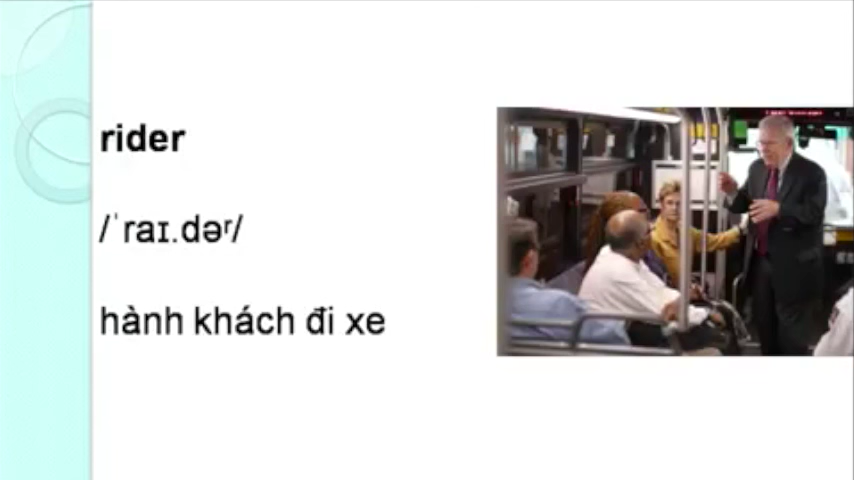 rider
/ˈraɪ.dəʳ/
hành khách đi xe